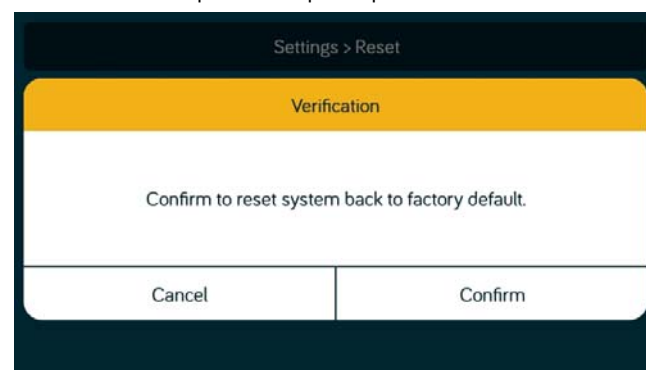 Settings > Reset
Verification
Confirm to reset system back to factory default.
Cancel
Confirm